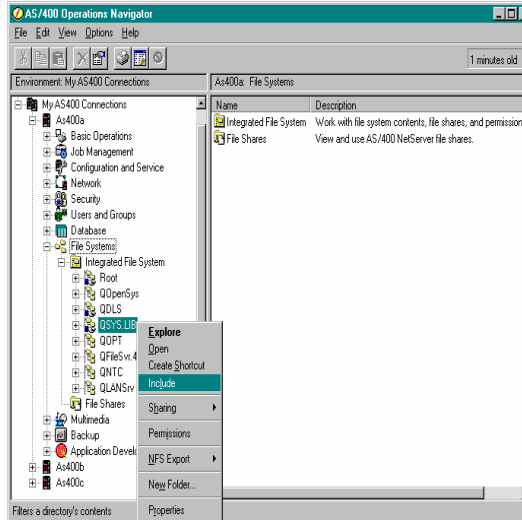 AS/400 Operations Navigator
File Edit View Options Help
1 minutes old
Environment: My AS400 Connections
As400a: File Systems
My AS400 Connections
As400a
Basic Operations
Job Management
Configuration and Service
Network
Security
Users and Groups
Database
File Systems
Integrated File System
Root
QOpenSys
QDLS
QSYS.LIB
QOPT
QFileSvr.4
QNTC
QLANSrv
File Shares
Multimedia
Backup
Application Develo
As400b
As400c
Name Description
Integrated File System Work with file system contents, file shares, and permission
File Shares View and use AS/400 NetServer file shares.
Explore
Open
Create Shortcut
Include
Sharing
Permissions
NFS Export
New Folder...
Properties
Filters a directory's contents